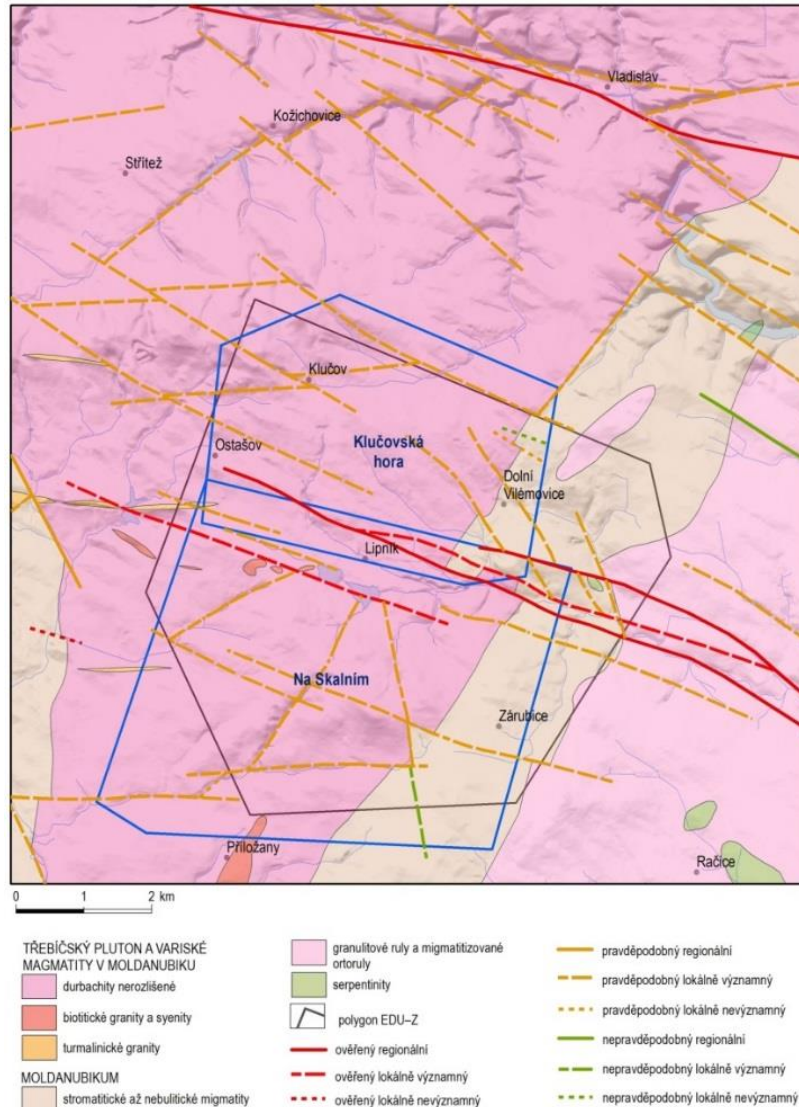 Vladislav
Kožichovice
Střítež
Klučov
Ostašov
Klučovská
hora
Dolní
Vilémovice
Lipník
Na Skalním
Zárubice
Příložany
Račice
0 1 2 km
TŘEBÍČSKÝ PLUTON A VARISKÉ
MAGMATITY V MOLDANUBIKU
durbachity nerozlišené
biotitické granity a syenity
turmalinické granity
MOLDANUBIKUM
stromatitické až nebulitické migmatity
granulitové ruly a migmatitizované
ortoruly
serpentinity
polygon EDU–Z
ověřený regionální
ověřený lokálně významný
ověřený lokálně nevýznamný
pravděpodobný regionální
pravděpodobný lokálně významný
pravděpodobný lokálně nevýznamný
nepravděpodobný regionální
nepravděpodobný lokálně významný
nepravděpodobný lokálně nevýznamný